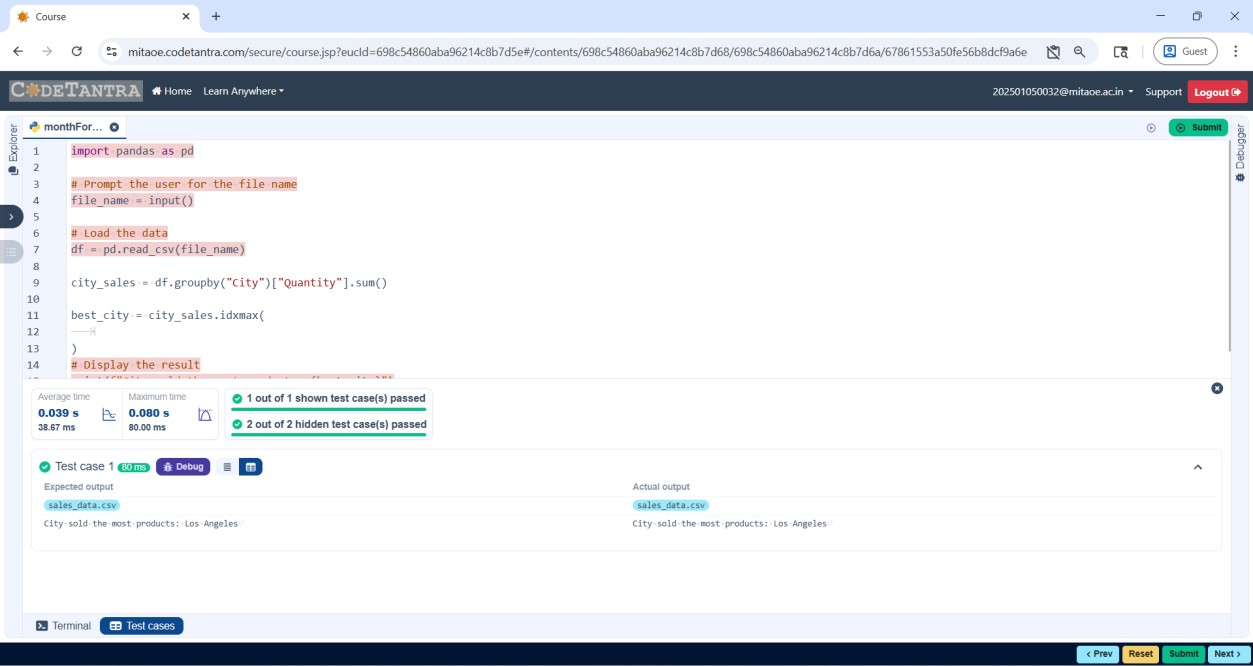 Course
mitaoe.codetantra.com/secure/course.jsp?eucId=698c54860aba96214c8b7d5e#/contents/698c54860aba96214c8b7d68/698c54860aba96214c8b7d6a/67861553a50fe56b8dcf9a6e
Guest
CODETANTRA Home Learn Anywhere 202501050032@mitaoe.ac.in Support Logout
Explorer
monthFor...
Submit
Debugger
1 import pandas as pd
2
3 # Prompt the user for the file name
4 file_name = input()
5
6 # Load the data
7 df = pd.read_csv(file_name)
8
9 city_sales = df.groupby("City")["Quantity"].sum()
10
11 best_city = city_sales.idxmax(
12
13 )
14 # Display the result
Average time
0.039 s
38.67 ms
Maximum time
0.080 s
80.00 ms
1 out of 1 shown test case(s) passed
2 out of 2 hidden test case(s) passed
Test case 1 80 ms Debug
Expected output
sales_data.csv
City sold the most products: Los Angeles
Actual output
sales_data.csv
City sold the most products: Los Angeles
Terminal Test cases
< Prev Reset Submit Next >